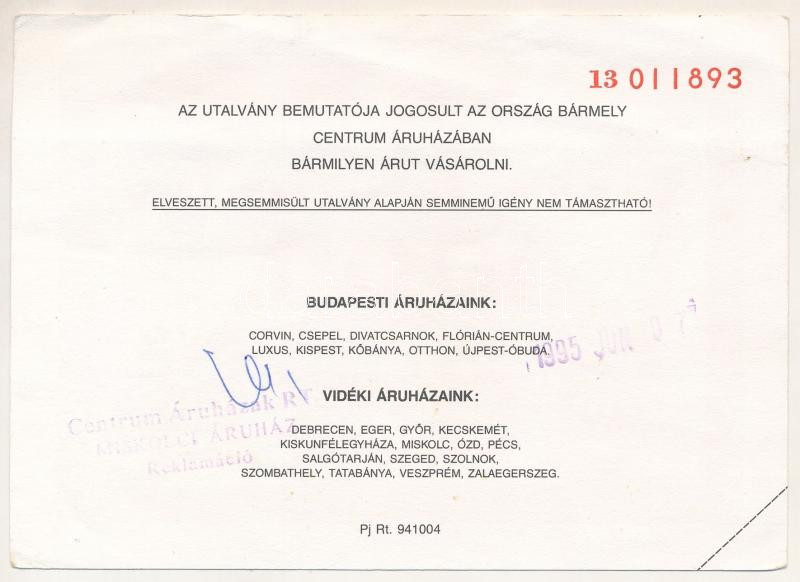 13 011893
AZ UTALVÁNY BEMUTATÓJA JOGOSULT AZ ORSZÁG BÁRMELY
CENTRUM ÁRUHÁZÁBAN
BÁRMILYEN ÁRUT VÁSÁROLNI.
ELVESZETT, MEGSEMMISÜLT UTALVÁNY ALAPJÁN SEMMINEMŰ IGÉNY NEM TÁMASZTHATÓ!
BUDAPESTI ÁRUHÁZAINK:
CORVIN, CSEPEL, DIVATCSARNOK, FLÓRIÁN-CENTRUM,
LUXUS, KISPEST, KŐBÁNYA, OTTHON, ÚJPEST-ÓBUDA.
1995 JUN 0 7
VIDÉKI ÁRUHÁZAINK:
Centrum Áruházak RT.
MISKOLCI ÁRUHÁZ
Reklamáció
DEBRECEN, EGER, GYŐR, KECSKEMÉT,
KISKUNFÉLEGYHÁZA, MISKOLC, ÓZD, PÉCS,
SALGÓTARJÁN, SZEGED, SZOLNOK,
SZOMBATHELY, TATABÁNYA, VESZPRÉM, ZALAEGERSZEG.
Pj Rt. 941004